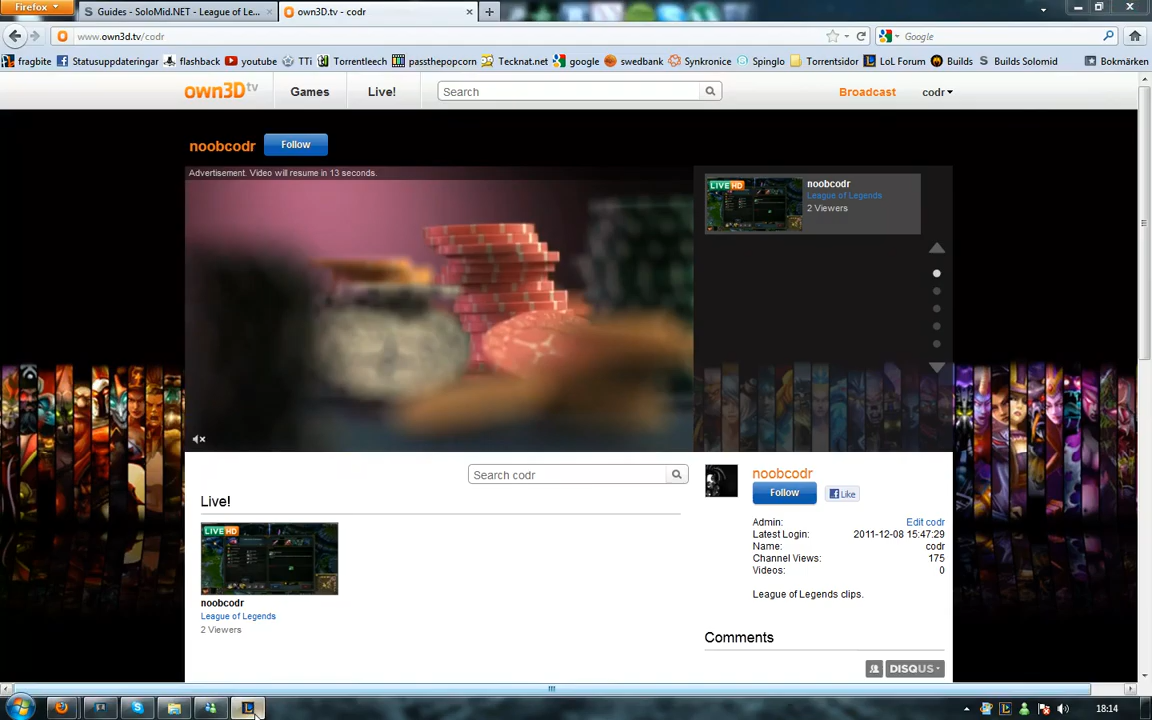 Firefox
Guides - SoloMid.NET - League of Le...
own3D.tv - codr
www.own3d.tv/codr
Google
fragbite
Statusuppdateringar
flashback
youtube
TTi
Torrentleech
passthepopcorn
Tecknat.net
google
swedbank
Synkronice
Spinglo
Torrentsidor
LoL Forum
Builds
Builds Solomid
Bokmärken
own3D tv
Games
Live!
Search
Broadcast
codr
noobcodr
Follow
Advertisement. Video will resume in 13 seconds.
LIVE HD
noobcodr
League of Legends
2 Viewers
Search codr
Live!
LIVE HD
noobcodr
League of Legends
2 Viewers
noobcodr
Follow
Like
Admin: Edit codr
Latest Login: 2011-12-08 15:47:29
Name: codr
Channel Views: 175
Videos: 0
League of Legends clips.
Comments
DISQUS
18:14